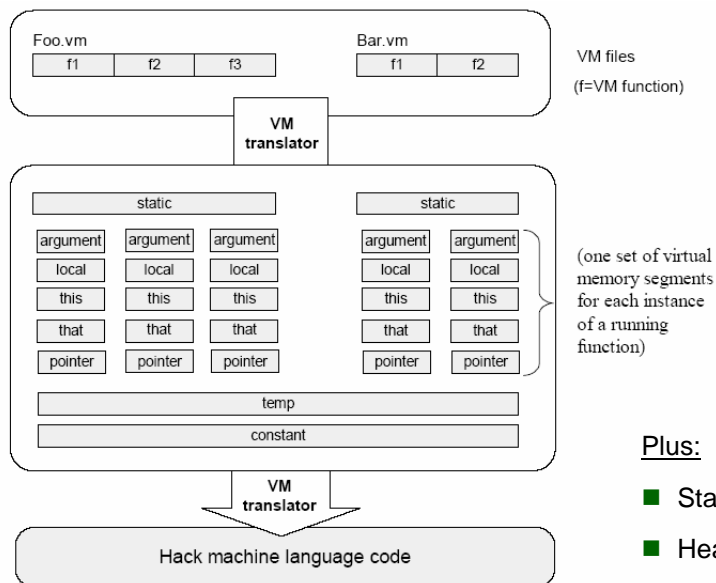 Foo.vm
f1 f2 f3
Bar.vm
f1 f2
VM files
(f=VM function)
VM
translator
static static
argument argument argument argument argument
local local local local local
this this this this this
that that that that that
pointer pointer pointer pointer pointer
(one set of virtual
memory segments
for each instance
of a running
function)
temp
constant
VM
translator
Hack machine language code
Plus:
Sta
Hea